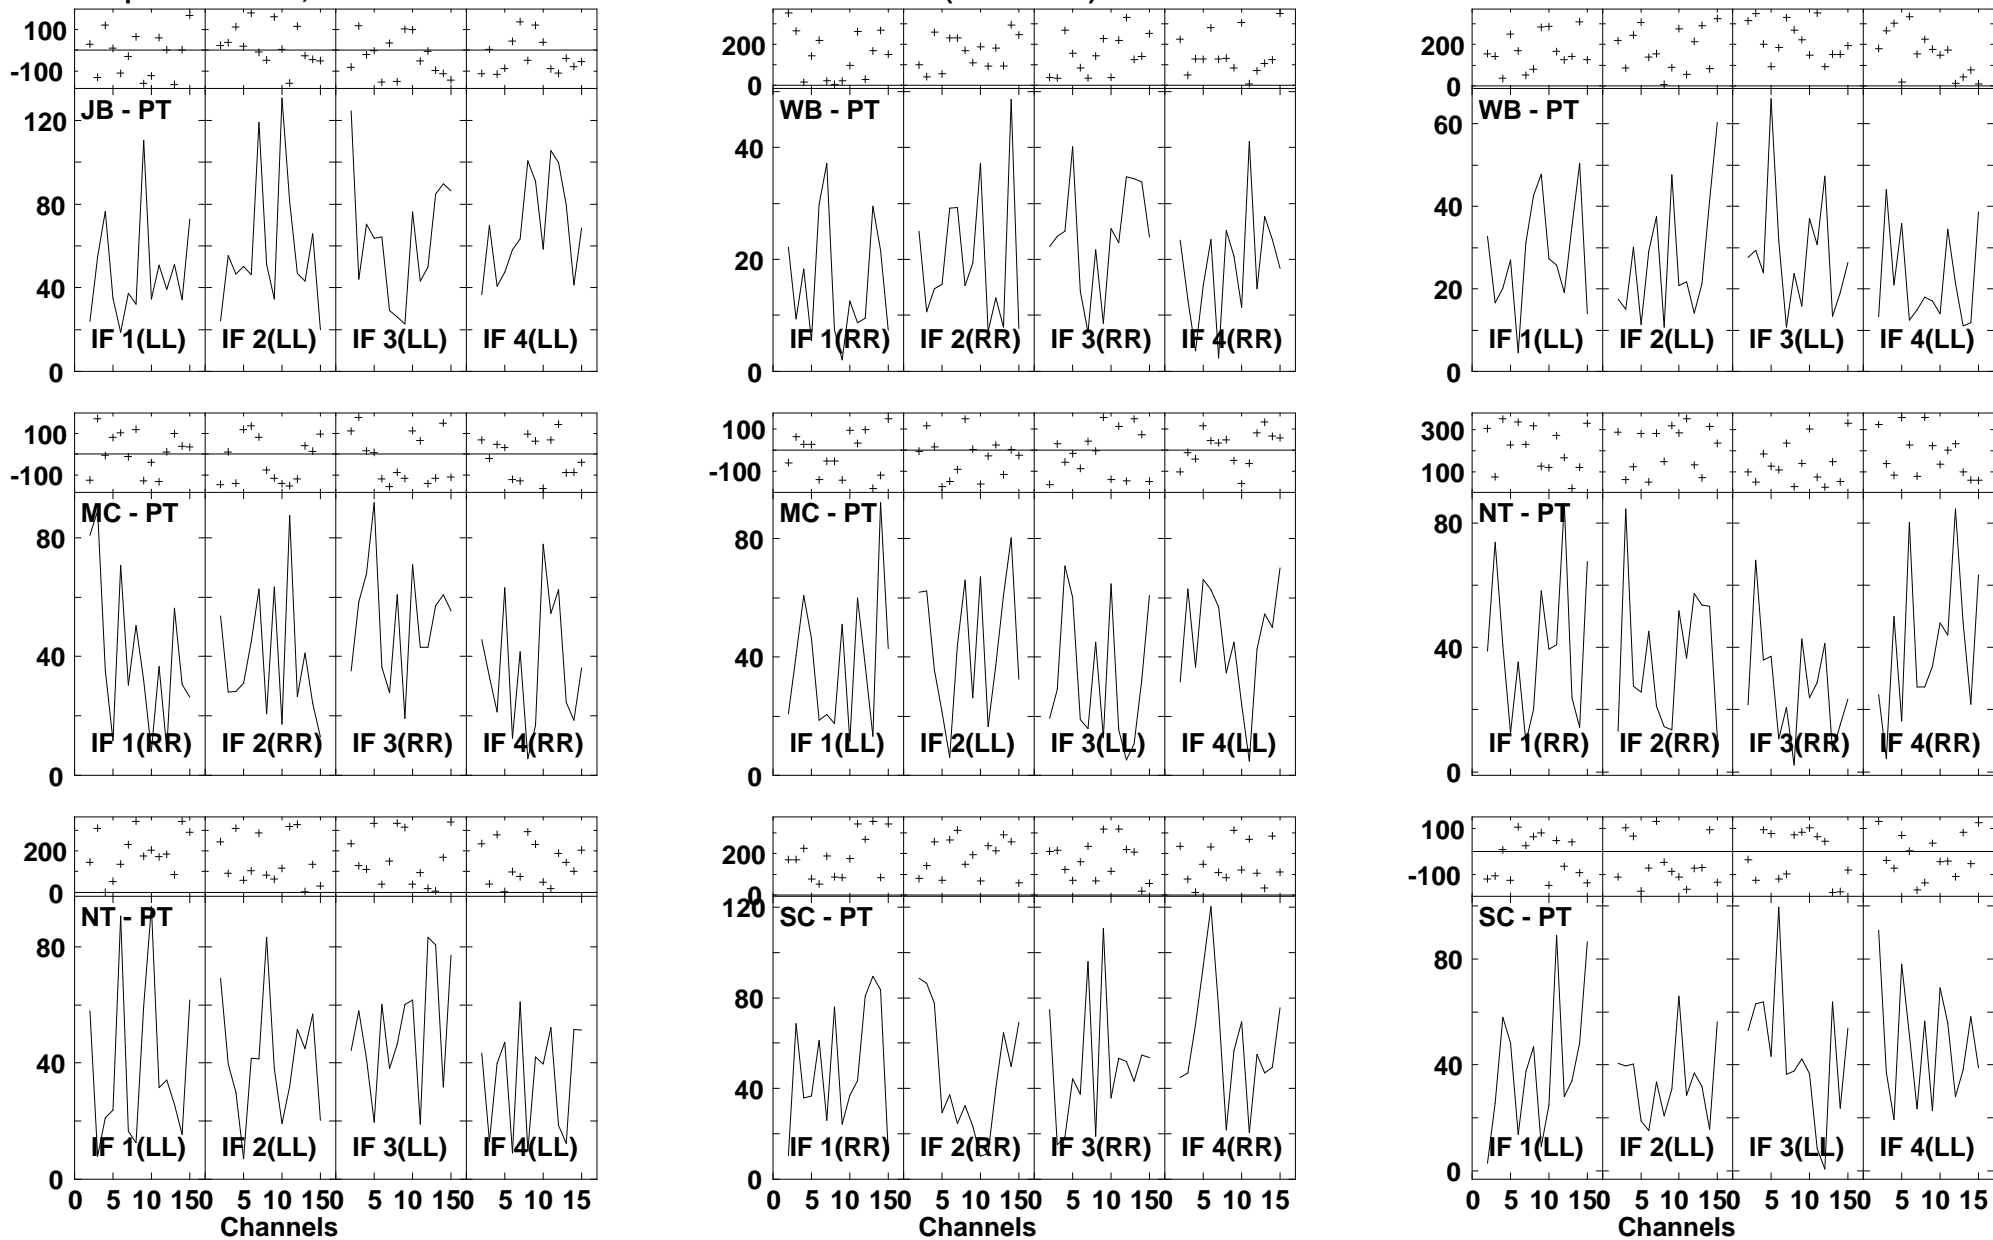 100 200 200
-100 0 0
JB - PT WB - PT WB - PT
120 40 60
80 20 40
40 20
IF 1(LL) IF 2(LL) IF 3(LL) IF 4(LL) IF 1(RR) IF 2(RR) IF 3(RR) IF 4(RR) IF 1(LL) IF 2(LL) IF 3(LL) IF 4(LL)
0 0 0
100 100 300
-100 -100 100
MC - PT MC - PT NT - PT
80 80 80
40 40 40
IF 1(RR) IF 2(RR) IF 3(RR) IF 4(RR) IF 1(LL) IF 2(LL) IF 3(LL) IF 4(LL) IF 1(RR) IF 2(RR) IF 3(RR) IF 4(RR)
0 0 0
200 200 100
0 0 -100
NT - PT SC - PT SC - PT
80 120 80
40 80 40
40
IF 1(LL) IF 2(LL) IF 3(LL) IF 4(LL) IF 1(RR) IF 2(RR) IF 3(RR) IF 4(RR) IF 1(LL) IF 2(LL) IF 3(LL) IF 4(LL)
0 0 0
0 5 10 150 5 10 150 5 10 150 5 10 15 0 5 10 150 5 10 150 5 10 150 5 10 15 0 5 10 150 5 10 150 5 10 150 5 10 15
Channels Channels Channels